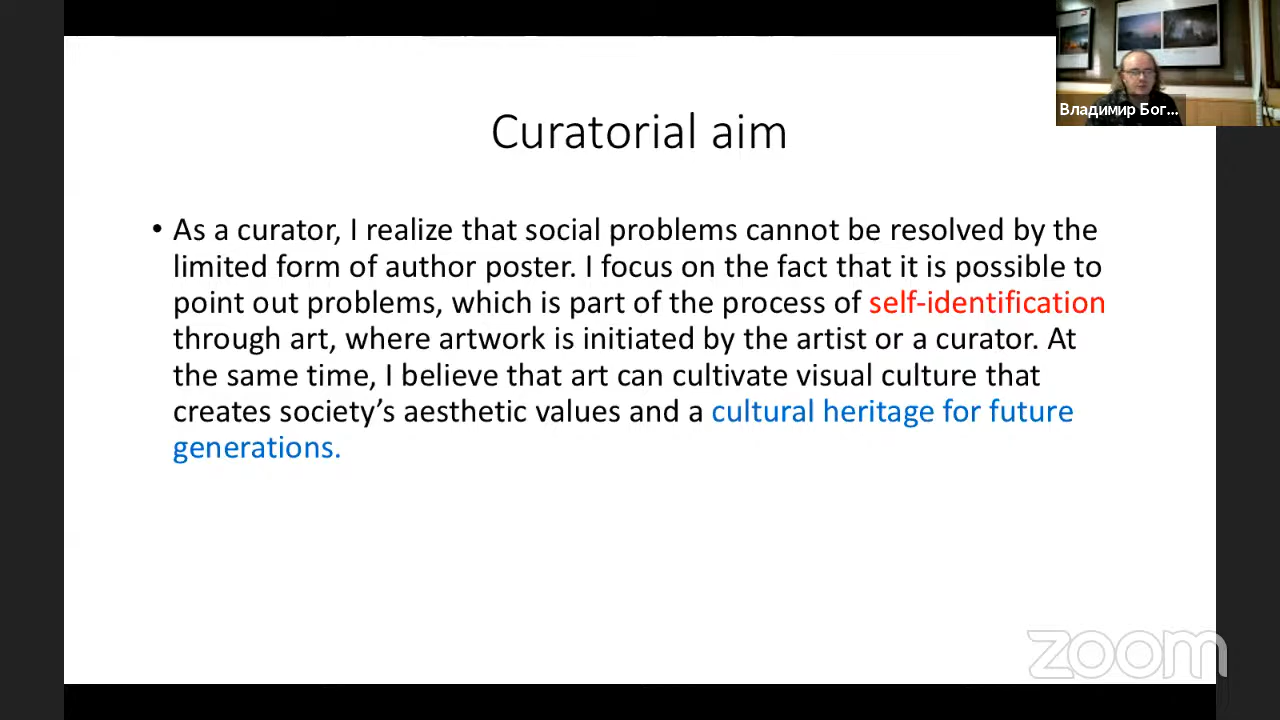 Владимир Бог...
Curatorial aim
• As a curator, I realize that social problems cannot be resolved by the
limited form of author poster. I focus on the fact that it is possible to
point out problems, which is part of the process of self-identification
through art, where artwork is initiated by the artist or a curator. At
the same time, I believe that art can cultivate visual culture that
creates society’s aesthetic values and a cultural heritage for future
generations.
zoom